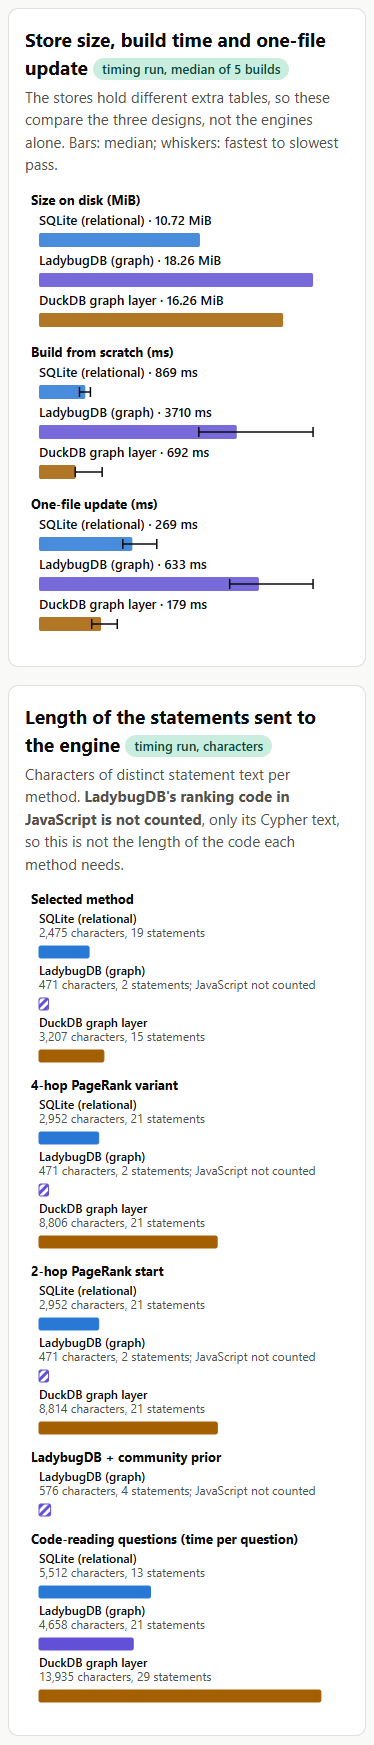 Store size, build time and one-file
update timing run, median of 5 builds
The stores hold different extra tables, so these
compare the three designs, not the engines
alone. Bars: median; whiskers: fastest to slowest
pass.
Size on disk (MiB)
SQLite (relational) · 10.72 MiB
LadybugDB (graph) · 18.26 MiB
DuckDB graph layer · 16.26 MiB
Build from scratch (ms)
SQLite (relational) · 869 ms
LadybugDB (graph) · 3710 ms
DuckDB graph layer · 692 ms
One-file update (ms)
SQLite (relational) · 269 ms
LadybugDB (graph) · 633 ms
DuckDB graph layer · 179 ms
Length of the statements sent to
the engine timing run, characters
Characters of distinct statement text per
method. LadybugDB's ranking code in
JavaScript is not counted, only its Cypher text,
so this is not the length of the code each
method needs.
Selected method
SQLite (relational)
2,475 characters, 19 statements
LadybugDB (graph)
471 characters, 2 statements; JavaScript not counted
DuckDB graph layer
3,207 characters, 15 statements
4-hop PageRank variant
SQLite (relational)
2,952 characters, 21 statements
LadybugDB (graph)
471 characters, 2 statements; JavaScript not counted
DuckDB graph layer
8,806 characters, 21 statements
2-hop PageRank start
SQLite (relational)
2,952 characters, 21 statements
LadybugDB (graph)
471 characters, 2 statements; JavaScript not counted
DuckDB graph layer
8,814 characters, 21 statements
LadybugDB + community prior
LadybugDB (graph)
576 characters, 4 statements; JavaScript not counted
Code-reading questions (time per question)
SQLite (relational)
5,512 characters, 13 statements
LadybugDB (graph)
4,658 characters, 21 statements
DuckDB graph layer
13,935 characters, 29 statements